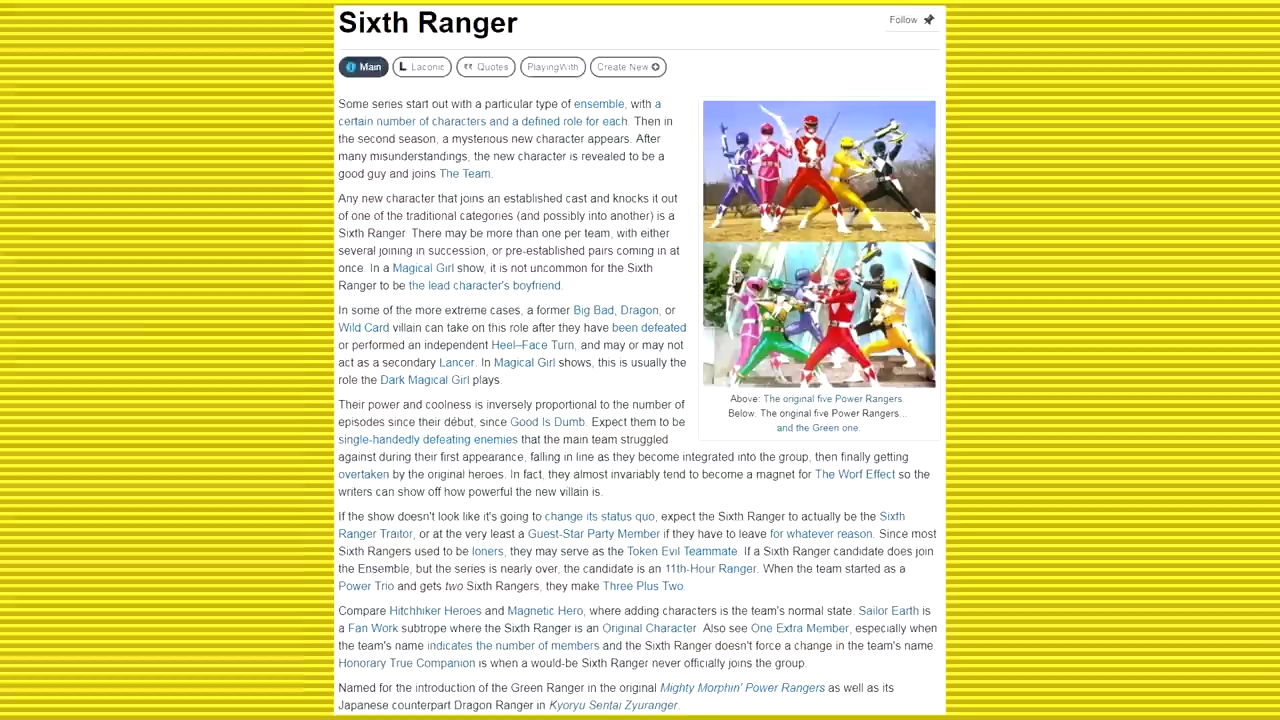 Sixth Ranger
Follow
Main
Laconic
Quotes
PlayingWith
Create New
Some series start out with a particular type of ensemble, with a
certain number of characters and a defined role for each. Then in
the second season, a mysterious new character appears. After
many misunderstandings, the new character is revealed to be a
good guy and joins The Team.
Any new character that joins an established cast and knocks it out
of one of the traditional categories (and possibly into another) is a
Sixth Ranger. There may be more than one per team, with either
several joining in succession, or pre-established pairs coming in at
once. In a Magical Girl show, it is not uncommon for the Sixth
Ranger to be the lead character's boyfriend.
In some of the more extreme cases, a former Big Bad, Dragon, or
Wild Card villain can take on this role after they have been defeated
or performed an independent Heel–Face Turn, and may or may not
act as a secondary Lancer. In Magical Girl shows, this is usually the
role the Dark Magical Girl plays.
Above: The original five Power Rangers.
Below: The original five Power Rangers...
and the Green one.
Their power and coolness is inversely proportional to the number of
episodes since their début, since Good Is Dumb. Expect them to be
single-handedly defeating enemies that the main team struggled
against during their first appearance, falling in line as they become integrated into the group, then finally getting
overtaken by the original heroes. In fact, they almost invariably tend to become a magnet for The Worf Effect so the
writers can show off how powerful the new villain is.
If the show doesn't look like it's going to change its status quo, expect the Sixth Ranger to actually be the Sixth
Ranger Traitor, or at the very least a Guest-Star Party Member if they have to leave for whatever reason. Since most
Sixth Rangers used to be loners, they may serve as the Token Evil Teammate. If a Sixth Ranger candidate does join
the Ensemble, but the series is nearly over, the candidate is an 11th-Hour Ranger. When the team started as a
Power Trio and gets two Sixth Rangers, they make Three Plus Two.
Compare Hitchhiker Heroes and Magnetic Hero, where adding characters is the team's normal state. Sailor Earth is
a Fan Work subtrope where the Sixth Ranger is an Original Character. Also see One Extra Member, especially when
the team's name indicates the number of members and the Sixth Ranger doesn't force a change in the team's name.
Honorary True Companion is when a would-be Sixth Ranger never officially joins the group.
Named for the introduction of the Green Ranger in the original Mighty Morphin' Power Rangers as well as its
Japanese counterpart Dragon Ranger in Kyoryu Sentai Zyuranger.